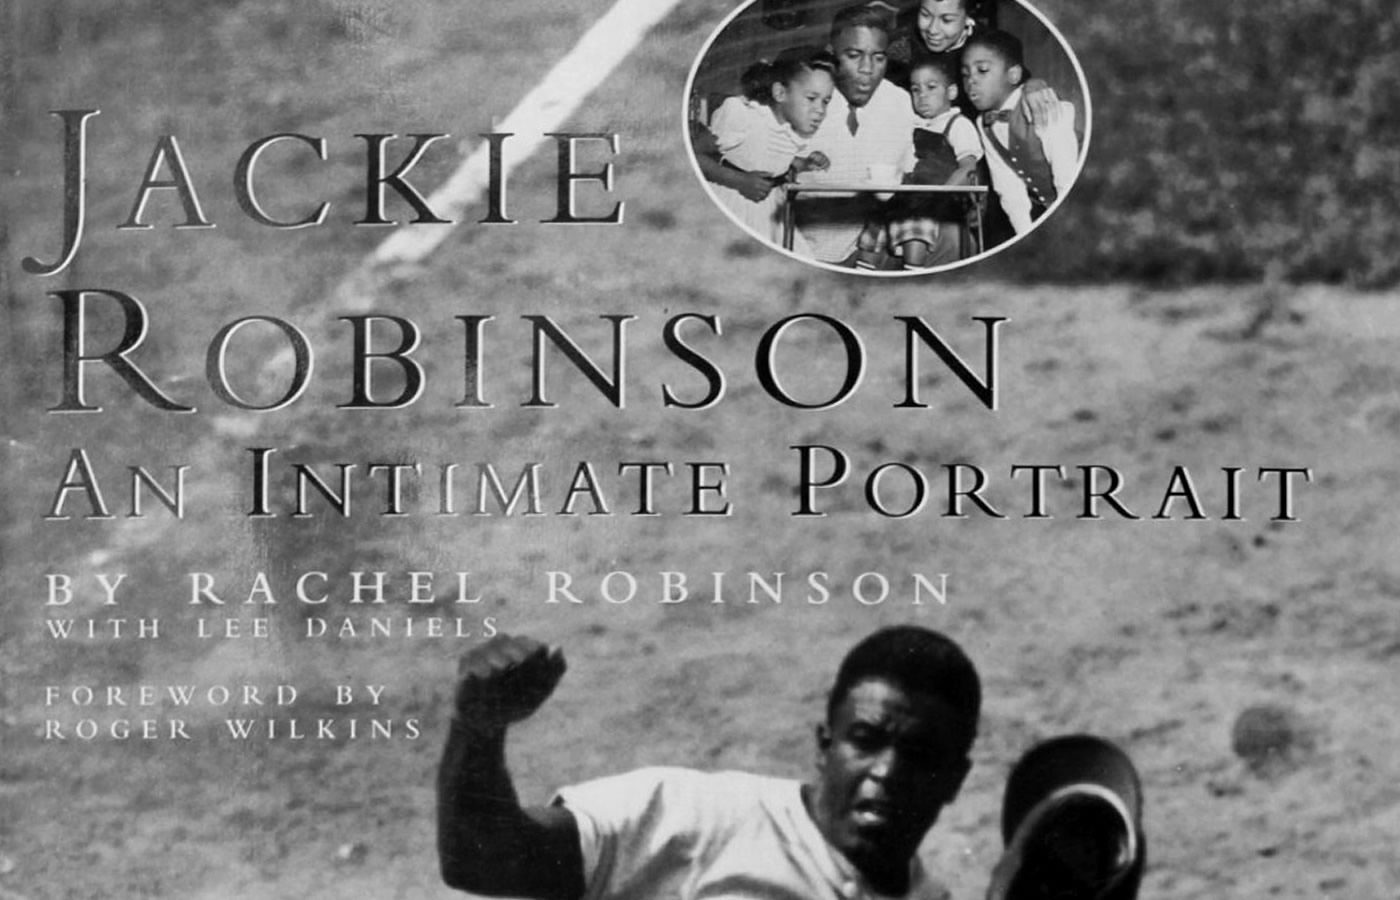 JACKIE
ROBINSON
AN INTIMATE PORTRAIT
BY RACHEL ROBINSON
WITH LEE DANIELS
FOREWORD BY
ROGER WILKINS